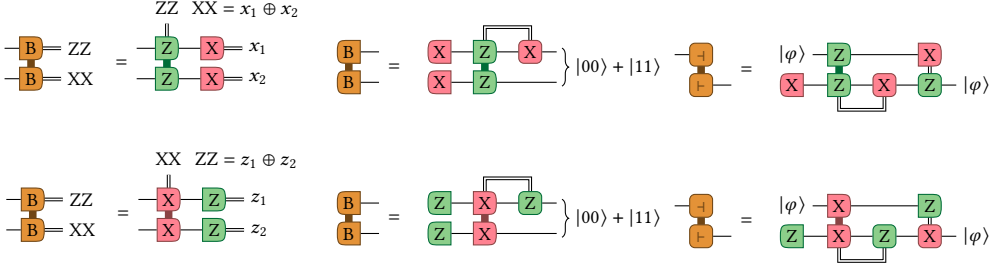 ZZ XX = x₁ ⊕ x₂
B ZZ = Z X x₁ B = X Z X |00⟩ + |11⟩ ⊣ = |φ⟩ Z X
B XX Z X x₂ B X Z ⊢ X Z X Z |φ⟩
XX ZZ = z₁ ⊕ z₂
B ZZ = X Z z₁ B = Z X Z |00⟩ + |11⟩ ⊣ = |φ⟩ X Z
B XX X Z z₂ B Z X ⊢ Z X Z X |φ⟩